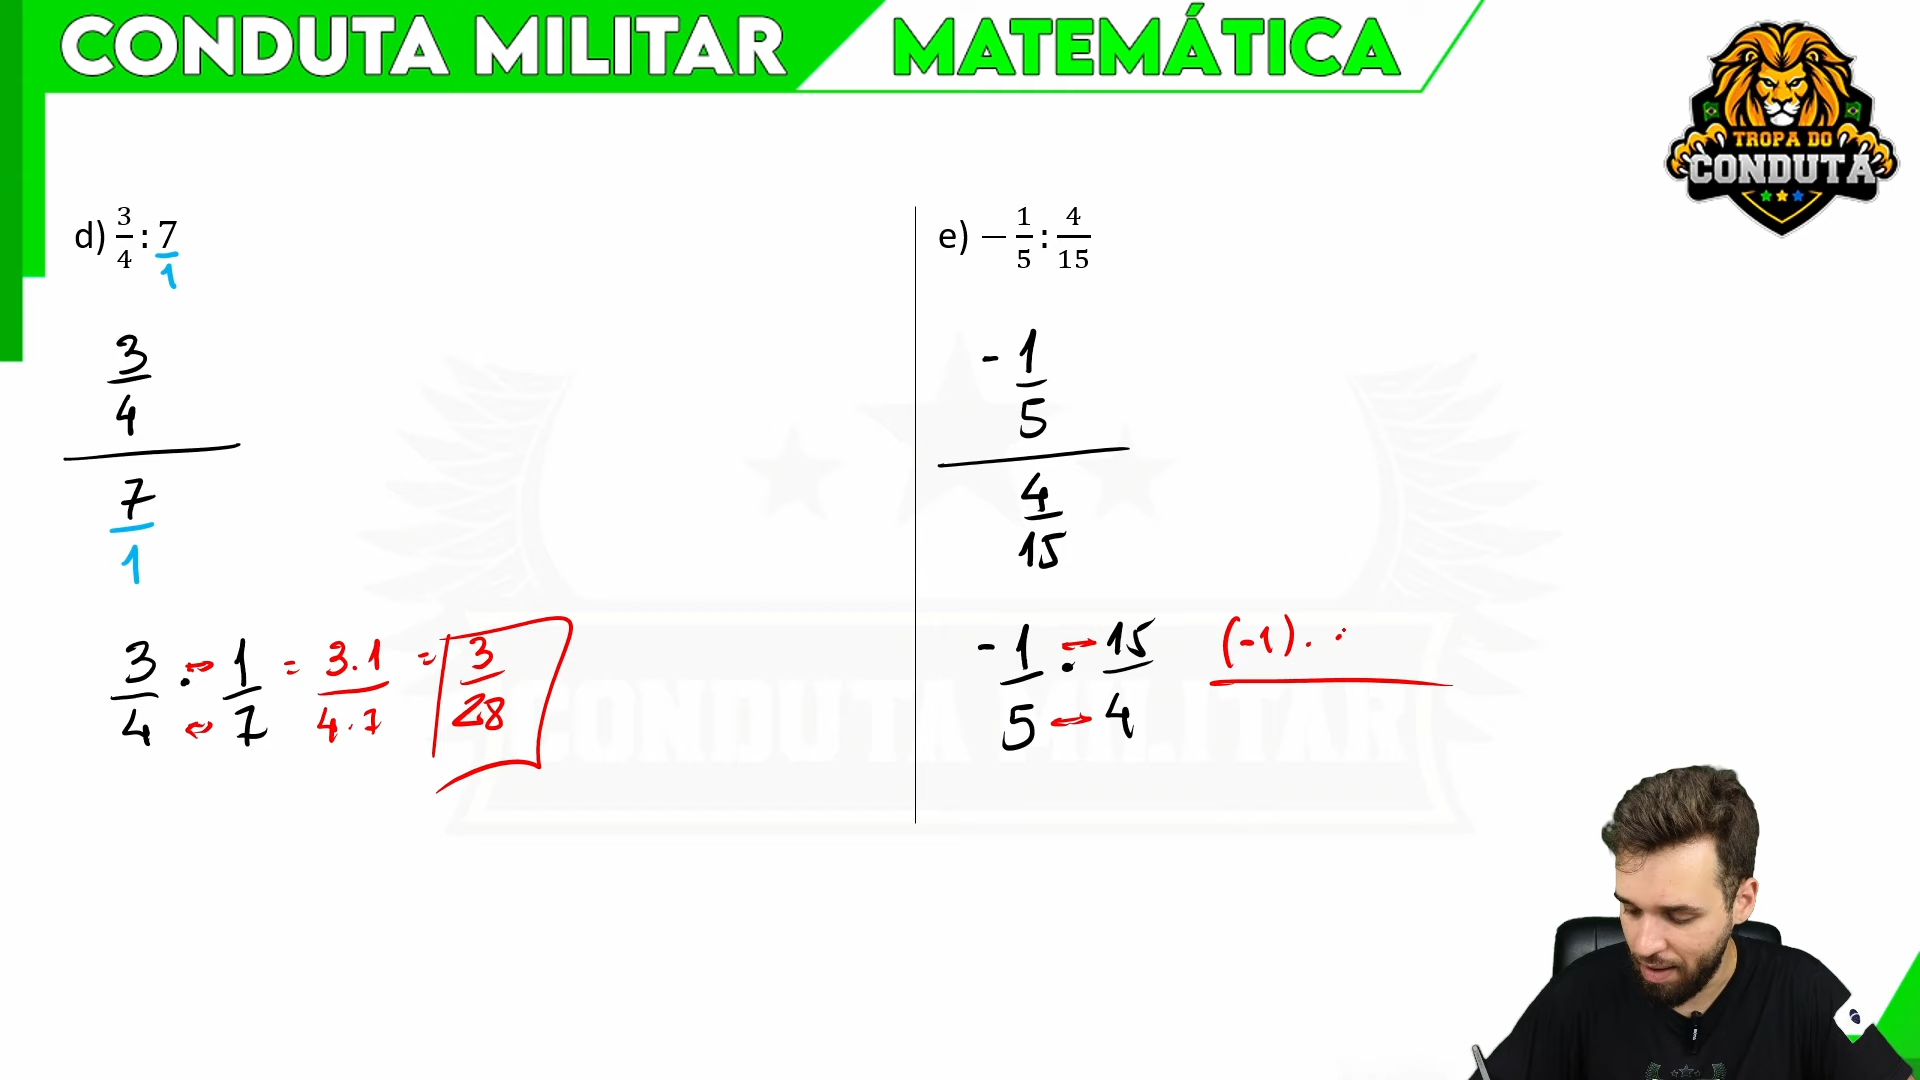 CONDUTA MILITAR MATEMÁTICA
TROPA DO
CONDUTA
d) 3/4 : 7/1
3/4
7/1
3/4 . 1/7 = 3.1/4.7 = 3/28
e) − 1/5 : 4/15
- 1/5
4/15
- 1/5 . 15/4 (-1) .
CONDUTA MILITAR